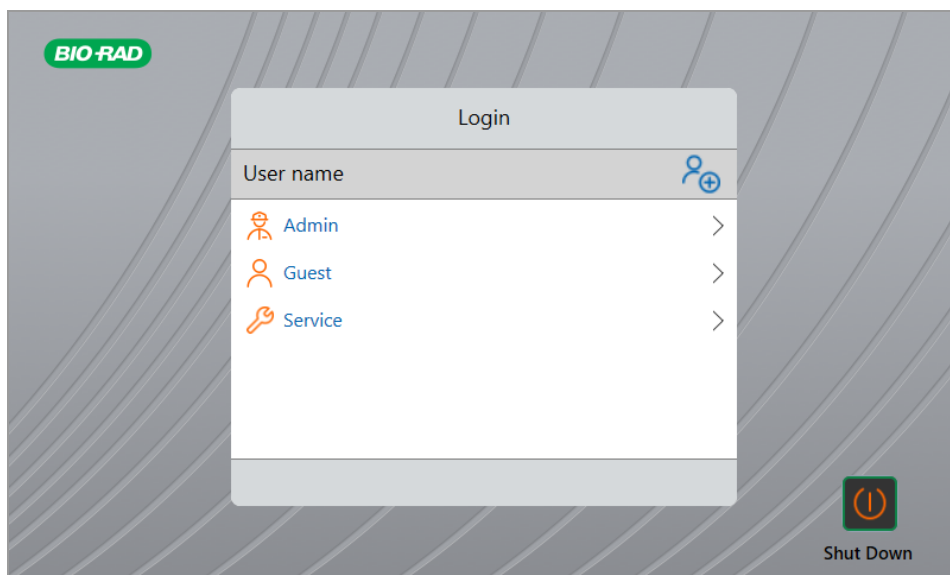 BIO-RAD
Login
User name
Admin
Guest
Service
Shut Down